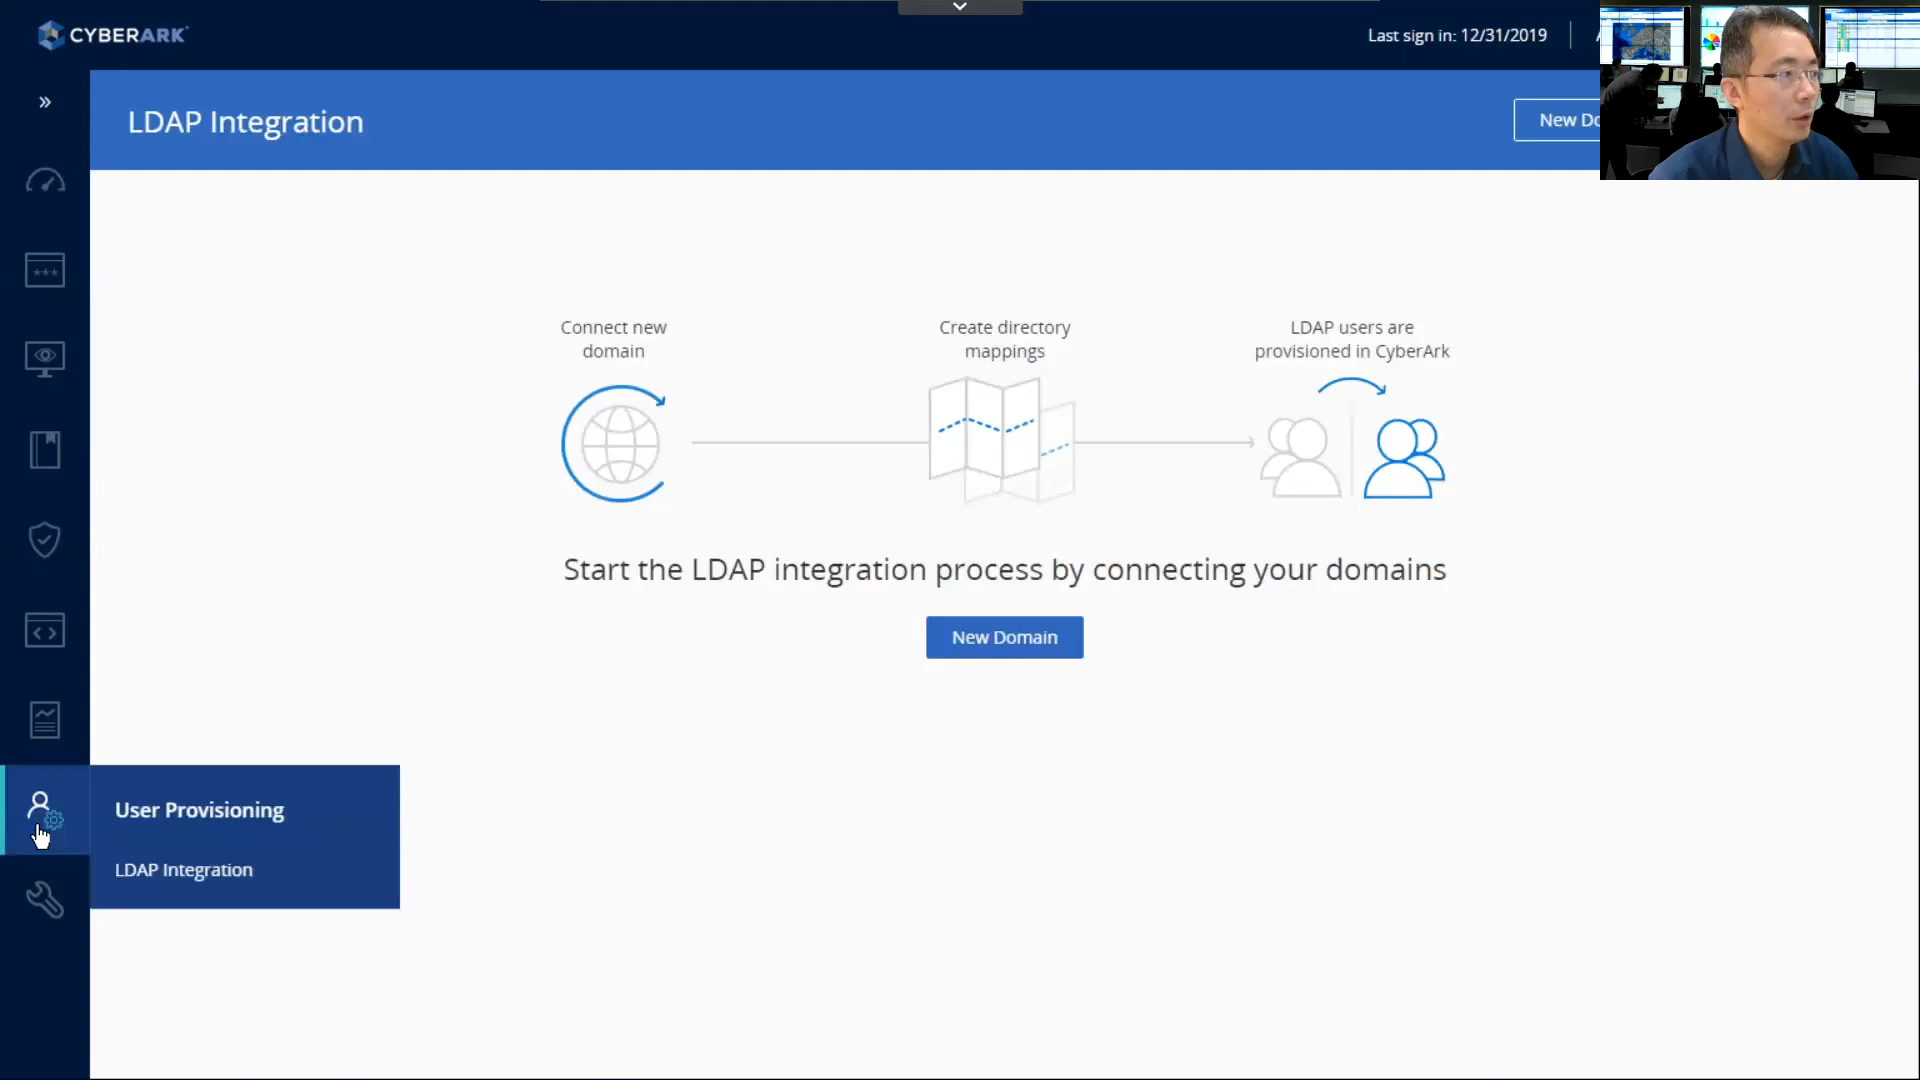 CYBERARK
Last sign in: 12/31/2019
LDAP Integration
New Do
Connect new
domain
Create directory
mappings
LDAP users are
provisioned in CyberArk
Start the LDAP integration process by connecting your domains
New Domain
User Provisioning
LDAP Integration